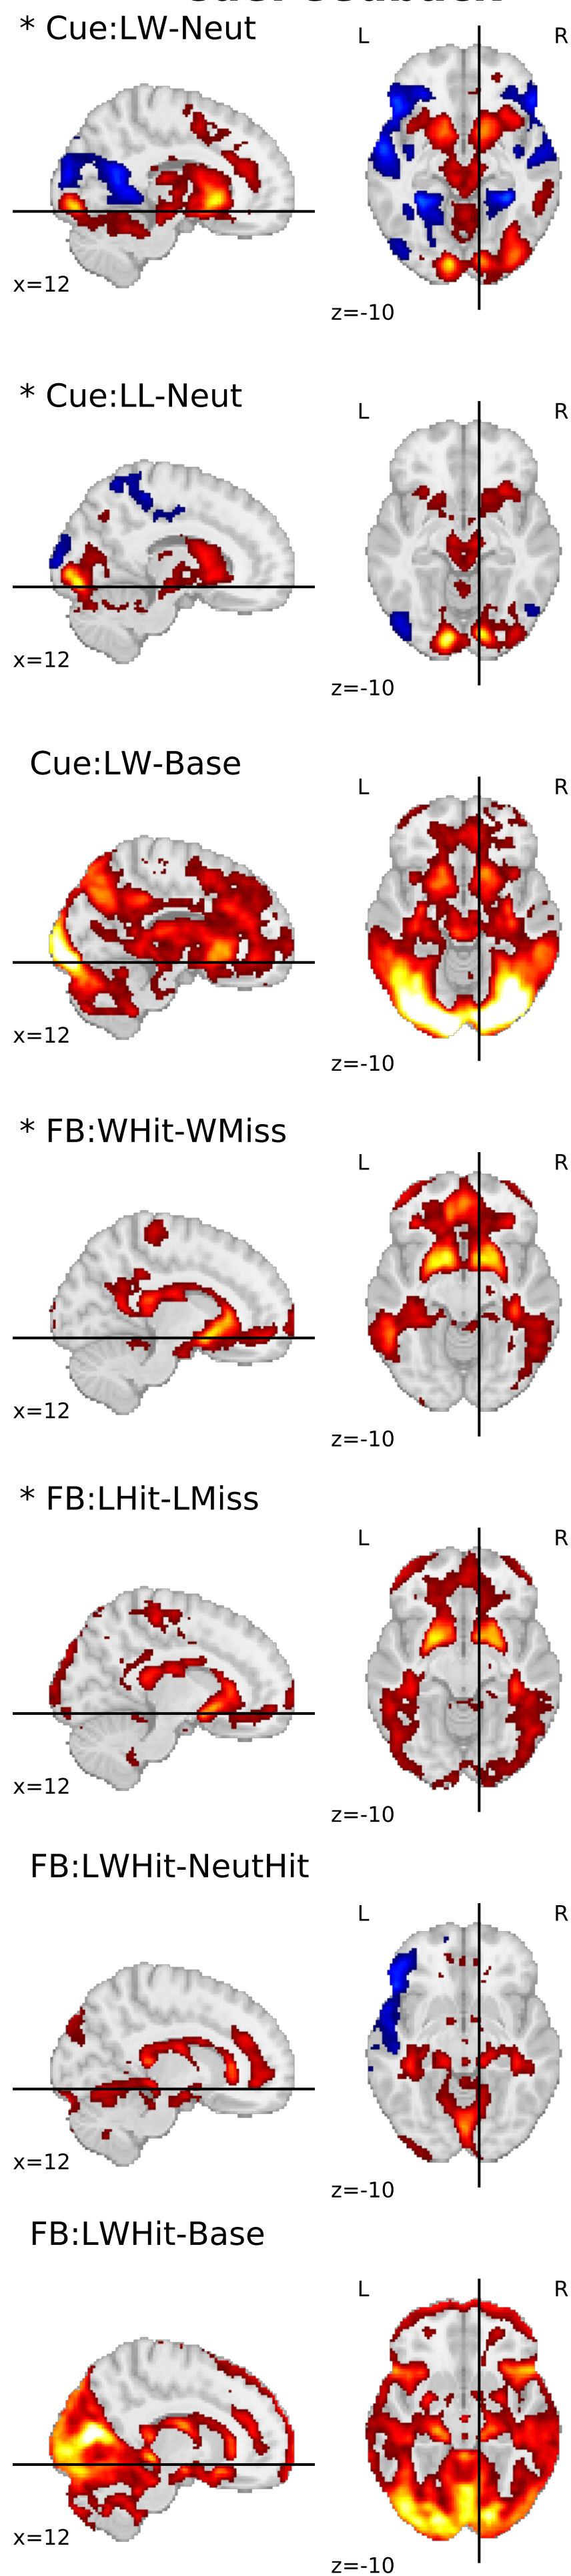 * Cue:LW-Neut
L R
x=12
z=-10
* Cue:LL-Neut
L R
x=12
z=-10
Cue:LW-Base
L R
x=12
z=-10
* FB:WHit-WMiss
L R
x=12
z=-10
* FB:LHit-LMiss
L R
x=12
z=-10
FB:LWHit-NeutHit
L R
x=12
z=-10
FB:LWHit-Base
L R
x=12
z=-10